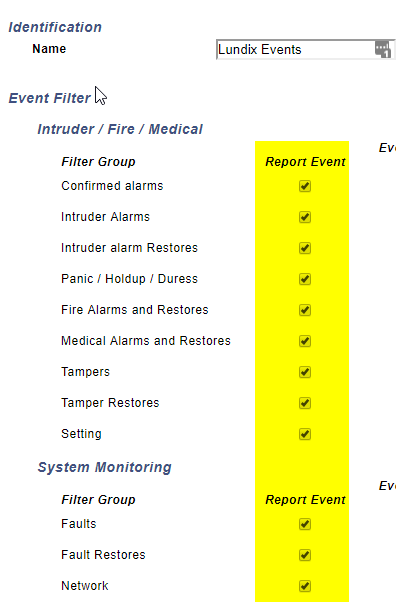 Identification
Name Lundix Events 1
Event Filter
Intruder / Fire / Medical
Filter Group Report Event
Confirmed alarms
Intruder Alarms
Intruder alarm Restores
Panic / Holdup / Duress
Fire Alarms and Restores
Medical Alarms and Restores
Tampers
Tamper Restores
Setting
System Monitoring
Filter Group Report Event
Faults
Fault Restores
Network